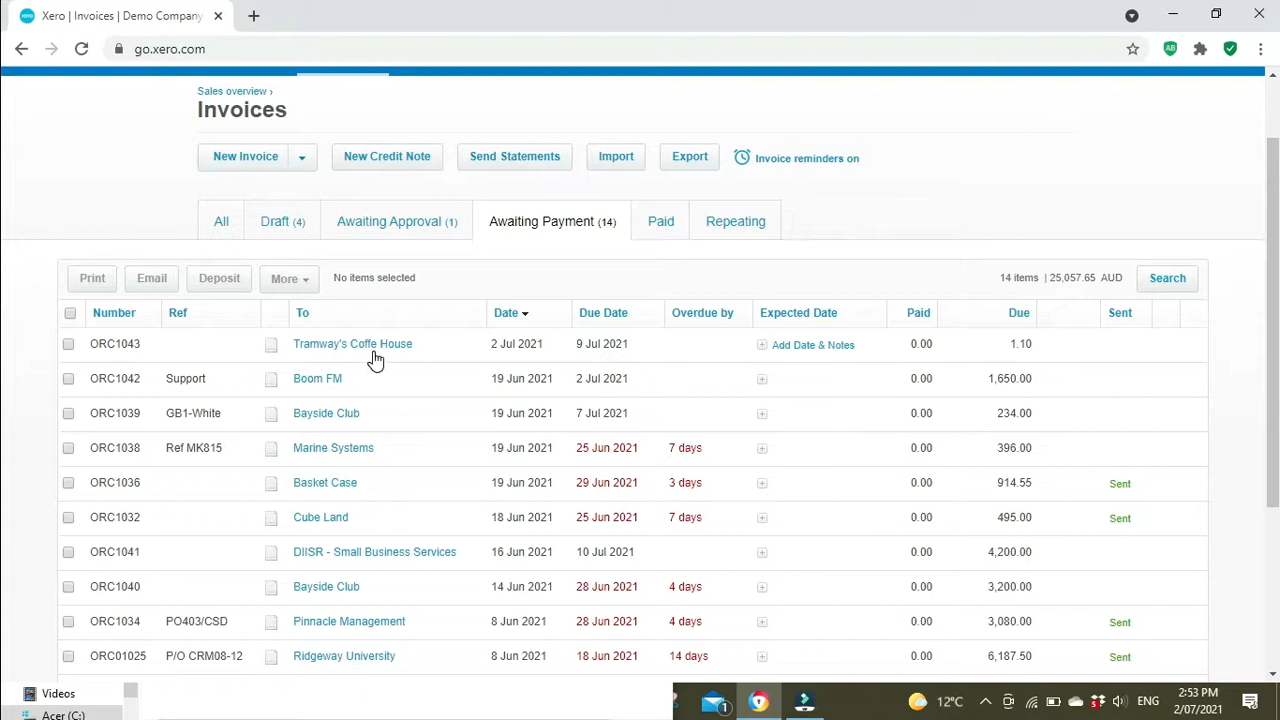 xero Xero | Invoices | Demo Company
go.xero.com
Sales overview ›
Invoices
New Invoice New Credit Note Send Statements Import Export Invoice reminders on
All Draft (4) Awaiting Approval (1) Awaiting Payment (14) Paid Repeating
Print Email Deposit More No items selected 14 items | 25,057.65 AUD Search
Number Ref To Date Due Date Overdue by Expected Date Paid Due Sent
ORC1043 Tramway's Coffe House 2 Jul 2021 9 Jul 2021 Add Date & Notes 0.00 1.10
ORC1042 Support Boom FM 19 Jun 2021 2 Jul 2021 0.00 1,650.00
ORC1039 GB1-White Bayside Club 19 Jun 2021 7 Jul 2021 0.00 234.00
ORC1038 Ref MK815 Marine Systems 19 Jun 2021 25 Jun 2021 7 days 0.00 396.00
ORC1036 Basket Case 19 Jun 2021 29 Jun 2021 3 days 0.00 914.55 Sent
ORC1032 Cube Land 18 Jun 2021 25 Jun 2021 7 days 0.00 495.00 Sent
ORC1041 DIISR - Small Business Services 16 Jun 2021 10 Jul 2021 0.00 4,200.00
ORC1040 Bayside Club 14 Jun 2021 28 Jun 2021 4 days 0.00 3,200.00
ORC1034 PO403/CSD Pinnacle Management 8 Jun 2021 28 Jun 2021 4 days 0.00 3,080.00 Sent
ORC01025 P/O CRM08-12 Ridgeway University 8 Jun 2021 18 Jun 2021 14 days 0.00 6,187.50 Sent
Videos
Acer (C:)
1 12°C ENG 2:53 PM
2/07/2021